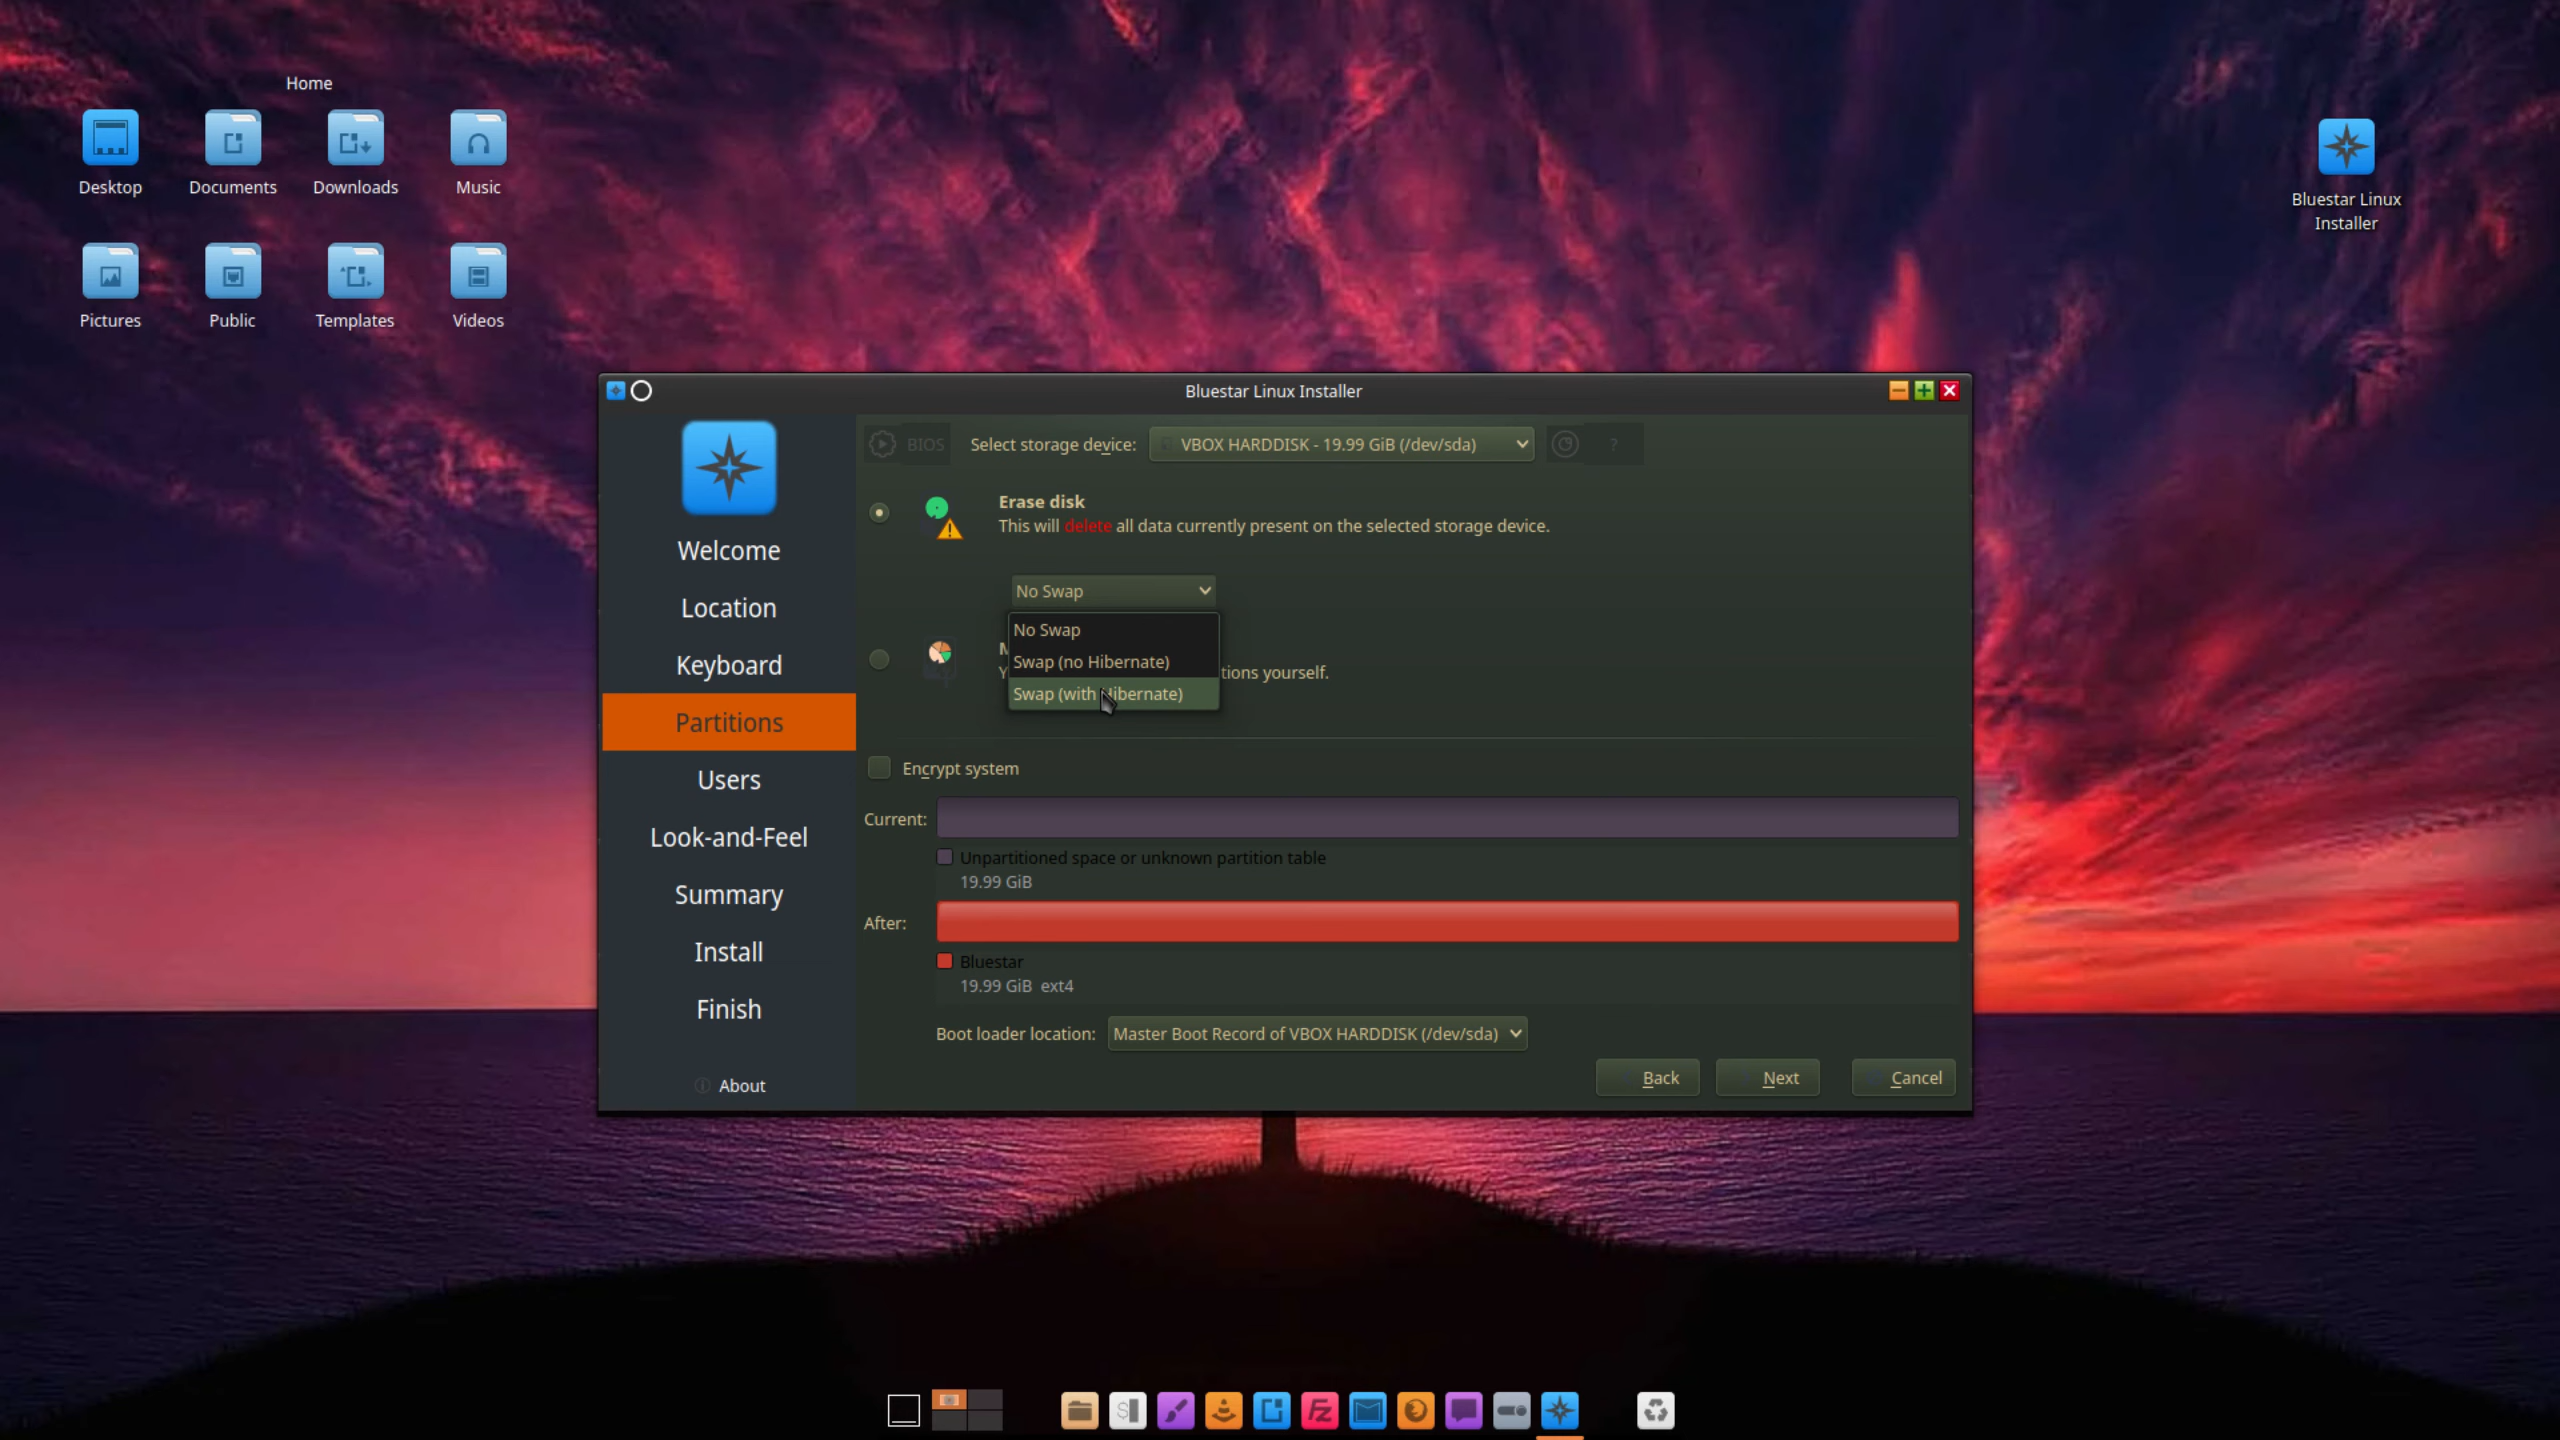 Home
Desktop
Documents
Downloads
Music
Pictures
Public
Templates
Videos
Bluestar Linux
Installer
Bluestar Linux Installer
Welcome
Location
Keyboard
Partitions
Users
Look-and-Feel
Summary
Install
Finish
About
BIOS
Select storage device:
VBOX HARDDISK - 19.99 GiB (/dev/sda)
?
Erase disk
This will delete all data currently present on the selected storage device.
No Swap
No Swap
Swap (no Hibernate)
tions yourself.
Swap (with Hibernate)
Encrypt system
Current:
Unpartitioned space or unknown partition table
19.99 GiB
After:
Bluestar
19.99 GiB ext4
Boot loader location:
Master Boot Record of VBOX HARDDISK (/dev/sda)
Back
Next
Cancel